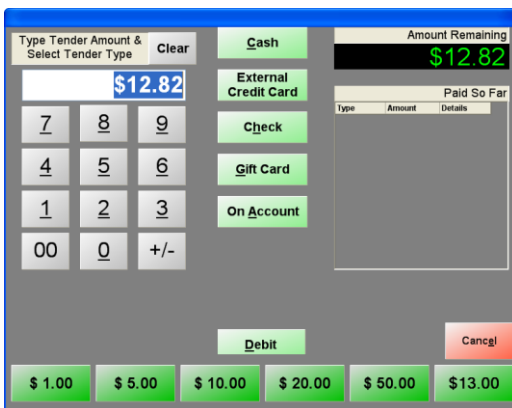 Type Tender Amount &
Select Tender Type
Clear
$12.82
7 8 9
4 5 6
1 2 3
00 0 +/-
Cash
External
Credit Card
Check
Gift Card
On Account
Debit
Amount Remaining
$12.82
Paid So Far
Type Amount Details
Cancel
$ 1.00 $ 5.00 $ 10.00 $ 20.00 $ 50.00 $13.00